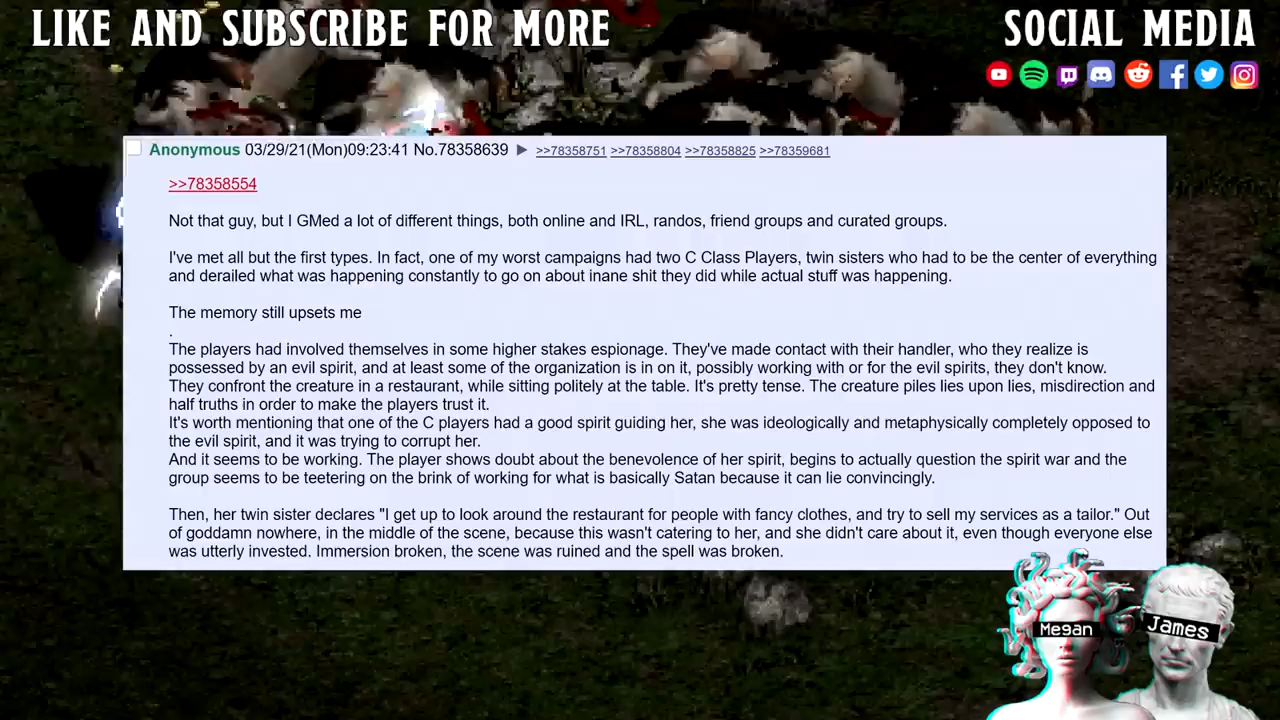 LIKE AND SUBSCRIBE FOR MORE
SOCIAL MEDIA
Anonymous 03/29/21(Mon)09:23:41 No.78358639 ▶ >>78358751 >>78358804 >>78358825 >>78359681
>>78358554
Not that guy, but I GMed a lot of different things, both online and IRL, randos, friend groups and curated groups.
I've met all but the first types. In fact, one of my worst campaigns had two C Class Players, twin sisters who had to be the center of everything
and derailed what was happening constantly to go on about inane shit they did while actual stuff was happening.
The memory still upsets me
.
The players had involved themselves in some higher stakes espionage. They've made contact with their handler, who they realize is
possessed by an evil spirit, and at least some of the organization is in on it, possibly working with or for the evil spirits, they don't know.
They confront the creature in a restaurant, while sitting politely at the table. It's pretty tense. The creature piles lies upon lies, misdirection and
half truths in order to make the players trust it.
It's worth mentioning that one of the C players had a good spirit guiding her, she was ideologically and metaphysically completely opposed to
the evil spirit, and it was trying to corrupt her.
And it seems to be working. The player shows doubt about the benevolence of her spirit, begins to actually question the spirit war and the
group seems to be teetering on the brink of working for what is basically Satan because it can lie convincingly.
Then, her twin sister declares "I get up to look around the restaurant for people with fancy clothes, and try to sell my services as a tailor." Out
of goddamn nowhere, in the middle of the scene, because this wasn't catering to her, and she didn't care about it, even though everyone else
was utterly invested. Immersion broken, the scene was ruined and the spell was broken.
Megan
James